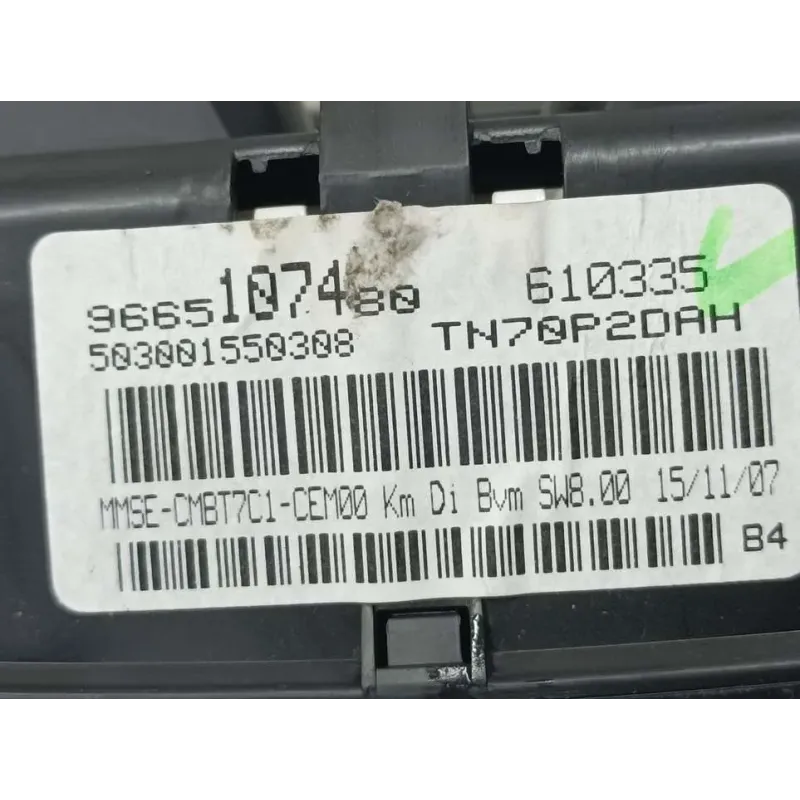 9665107480 610335
503001550308 TN70P2DAH
MMSE-CMBT7C1-CEM00 Km Di Bvm SW8.00 15/11/07
B4